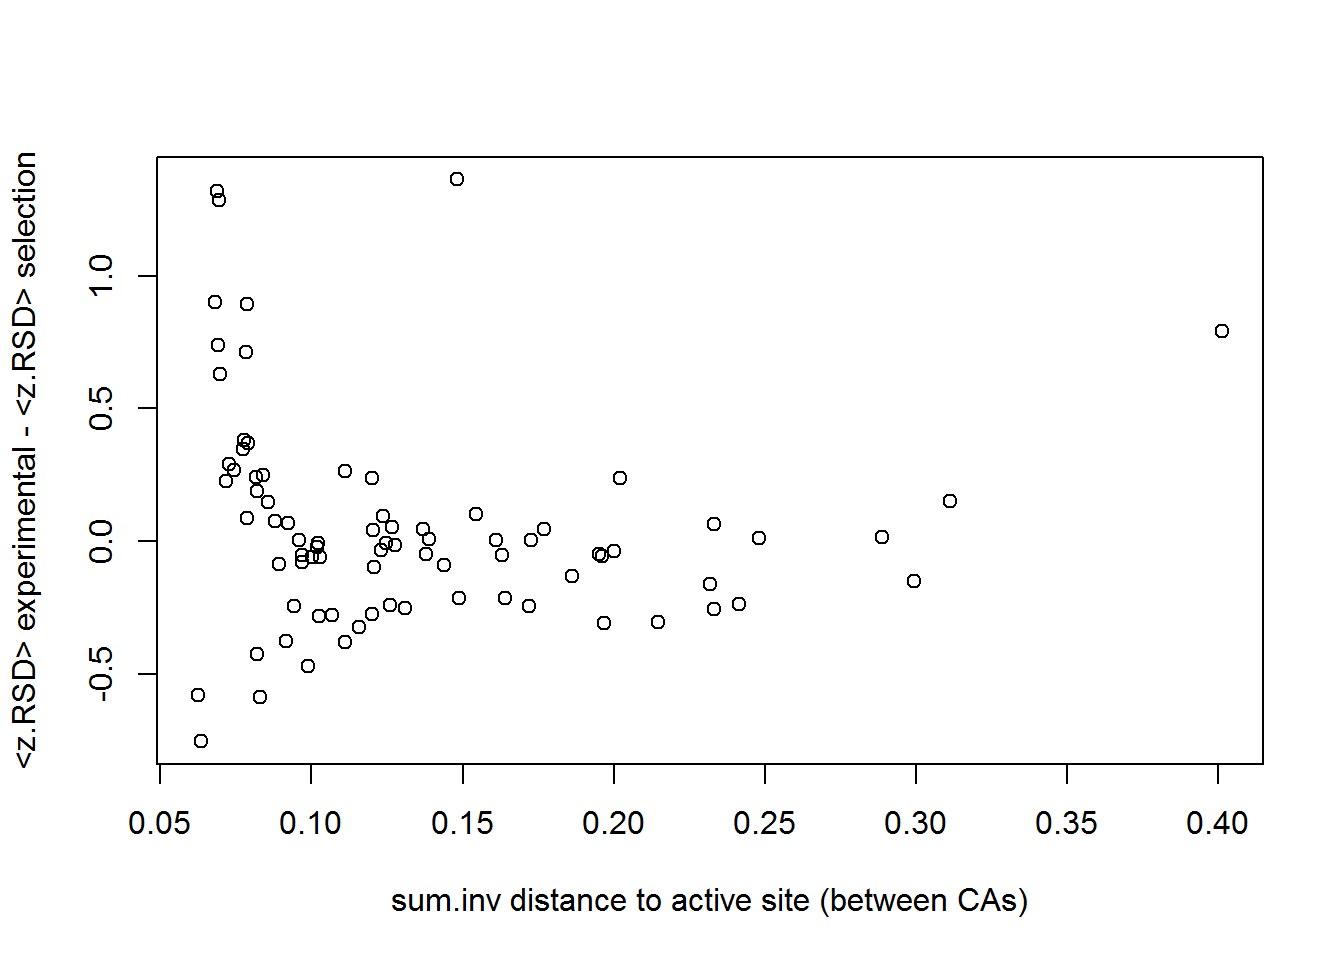 <z.RSD> experimental - <z.RSD> selection
1.0
0.5
0.0
-0.5
0.05 0.10 0.15 0.20 0.25 0.30 0.35 0.40
sum.inv distance to active site (between CAs)